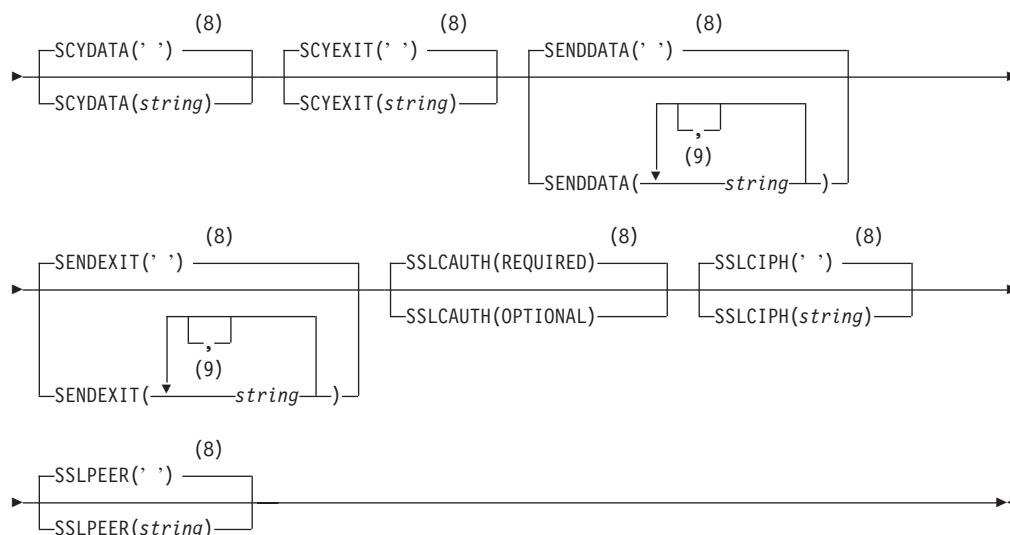 (8) (8) (8)
SCYDATA(’ ’) SCYEXIT(’ ’) SENDDATA(’ ’)
SCYDATA(string) SCYEXIT(string)
,
(9)
SENDDATA( string )
(8) (8) (8)
SENDEXIT(’ ’) SSLCAUTH(REQUIRED) SSLCIPH(’ ’)
SSLCAUTH(OPTIONAL) SSLCIPH(string)
,
(9)
SENDEXIT( string )
(8)
SSLPEER(’ ’)
SSLPEER(string)